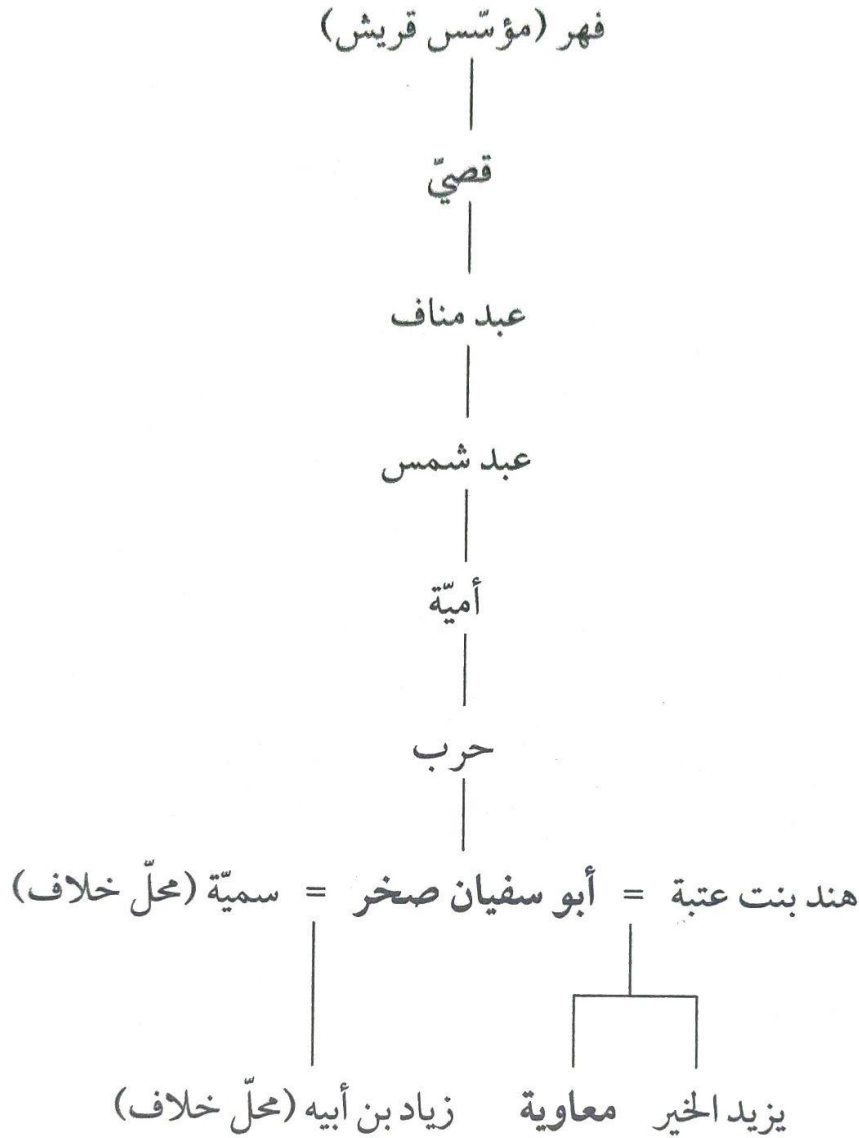 فهر (مؤسّس قريش)
قصيّ
عبد مناف
عبد شمس
أميّة
حرب
هند بنت عتبة = أبو سفيان صخر = سميّة (محلّ خلاف)
يزيد الخير معاوية زياد بن أبيه (محلّ خلاف)